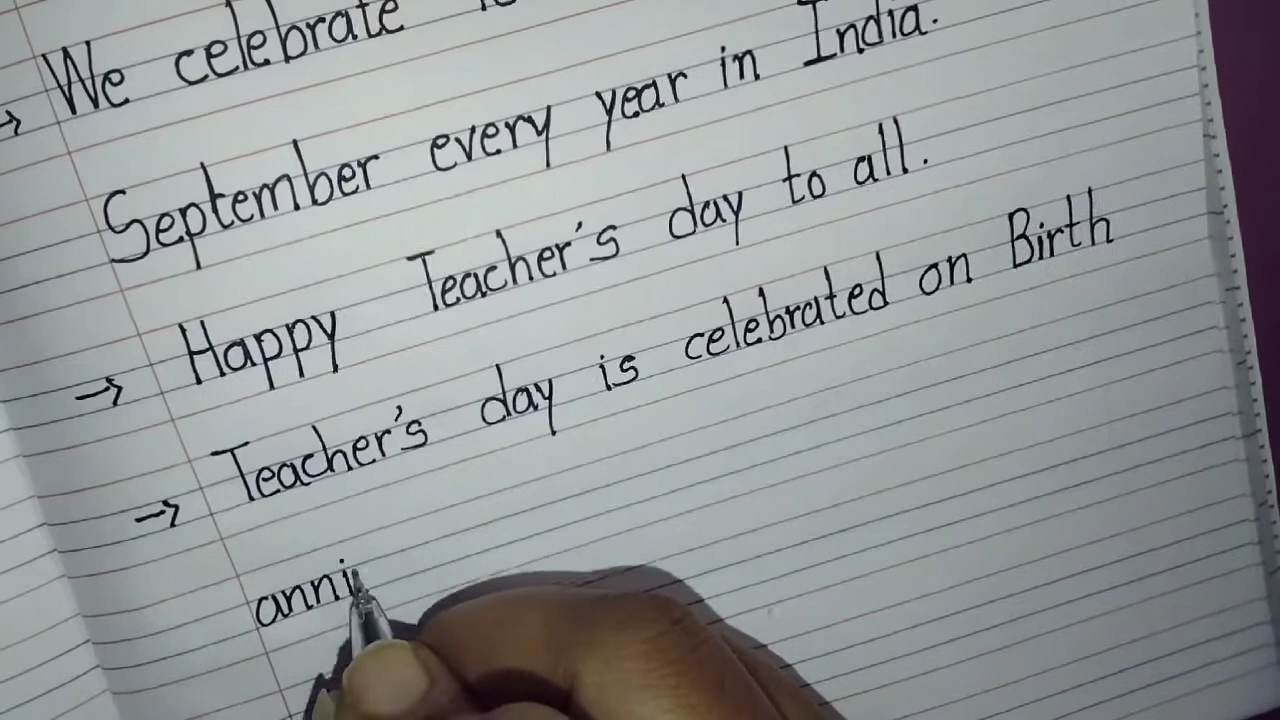 → We celebrate
September every year in India.
→ Happy Teacher's day to all.
→ Teacher's day is celebrated on Birth
anni